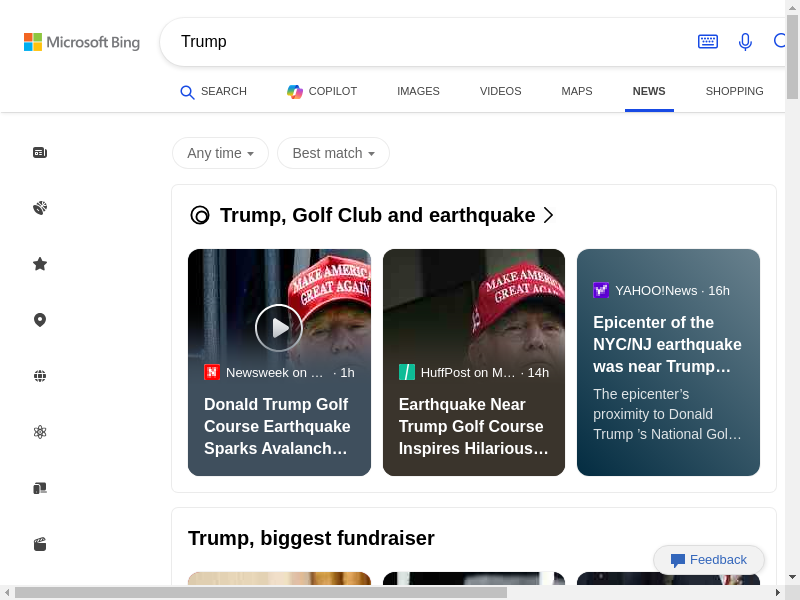 Microsoft Bing
Trump
SEARCH
COPILOT
IMAGES
VIDEOS
MAPS
NEWS
SHOPPING
Any time
Best match
Trump, Golf Club and earthquake
MAKE AMERICA
GREAT AGAIN
Newsweek on ... · 1h
Donald Trump Golf
Course Earthquake
Sparks Avalanch...
MAKE AMERICA
GREAT AGAIN
HuffPost on M... · 14h
Earthquake Near
Trump Golf Course
Inspires Hilarious...
YAHOO!News · 16h
Epicenter of the
NYC/NJ earthquake
was near Trump...
The epicenter’s
proximity to Donald
Trump ’s National Gol...
Trump, biggest fundraiser
Feedback